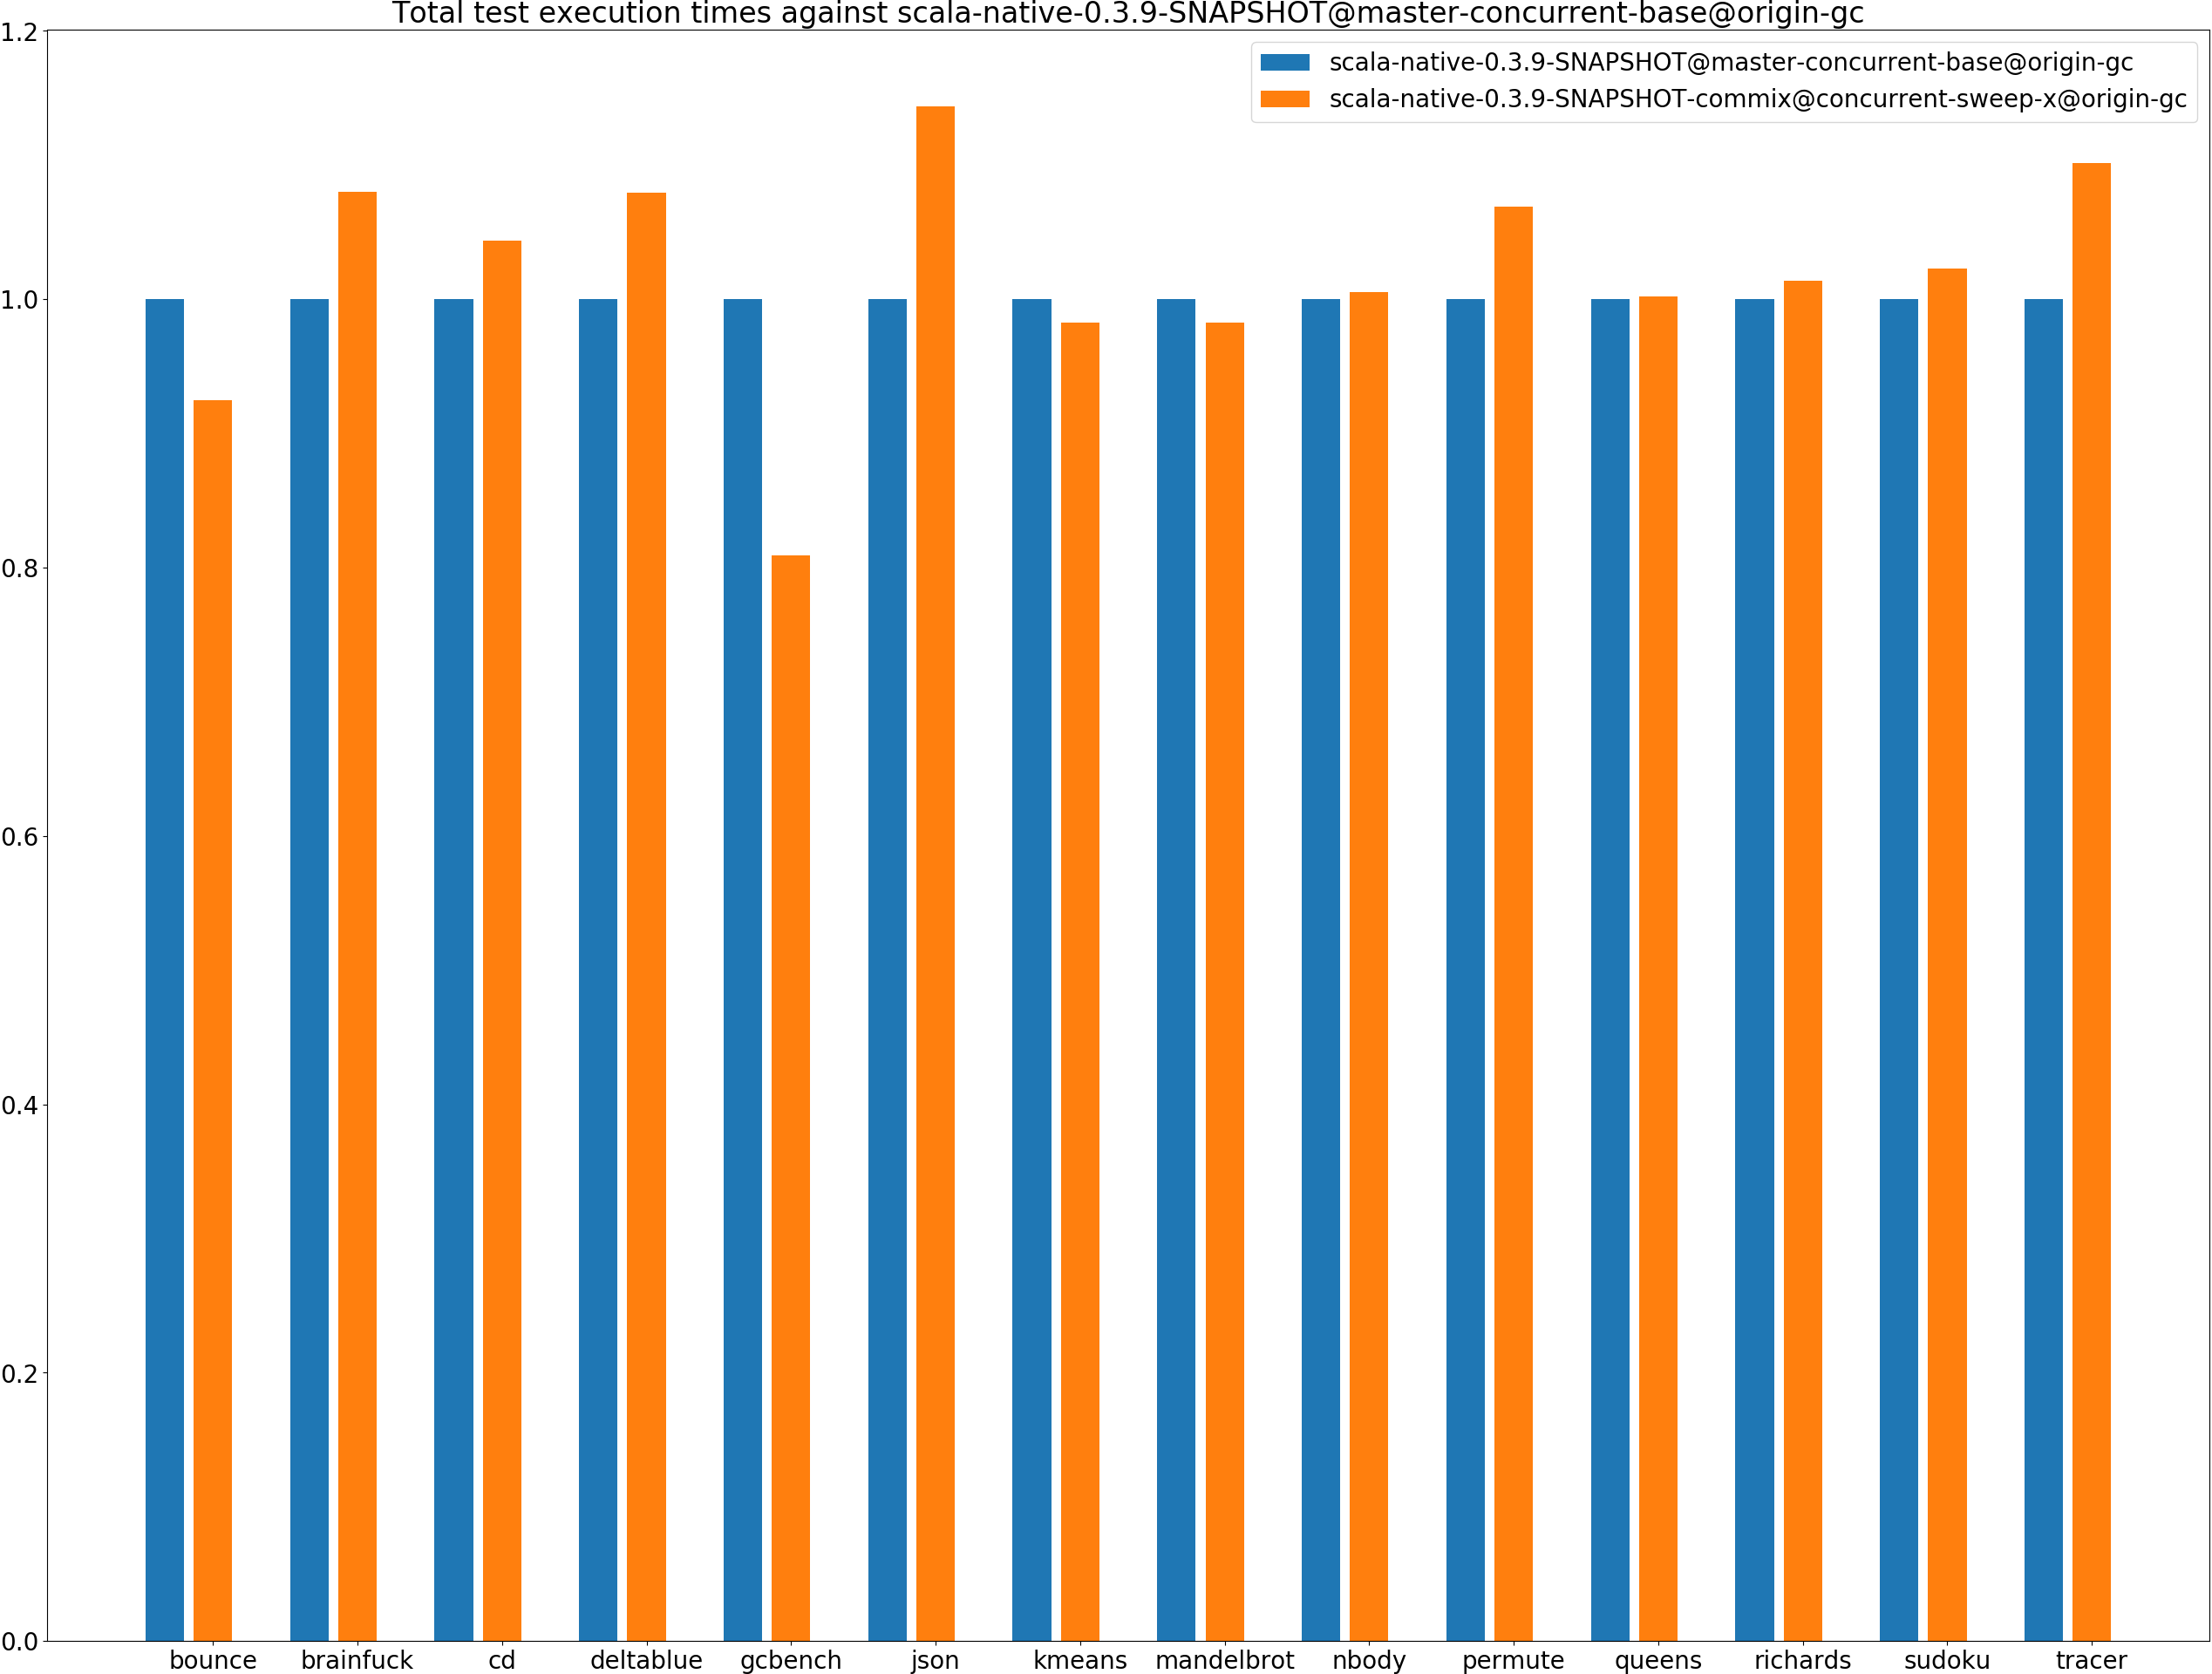 Total test execution times against scala-native-0.3.9-SNAPSHOT@master-concurrent-base@origin-gc
scala-native-0.3.9-SNAPSHOT@master-concurrent-base@origin-gc
scala-native-0.3.9-SNAPSHOT-commix@concurrent-sweep-x@origin-gc
1.2
1.0
0.8
0.6
0.4
0.2
0.0
bounce brainfuck cd deltablue gcbench json kmeans mandelbrot nbody permute queens richards sudoku tracer